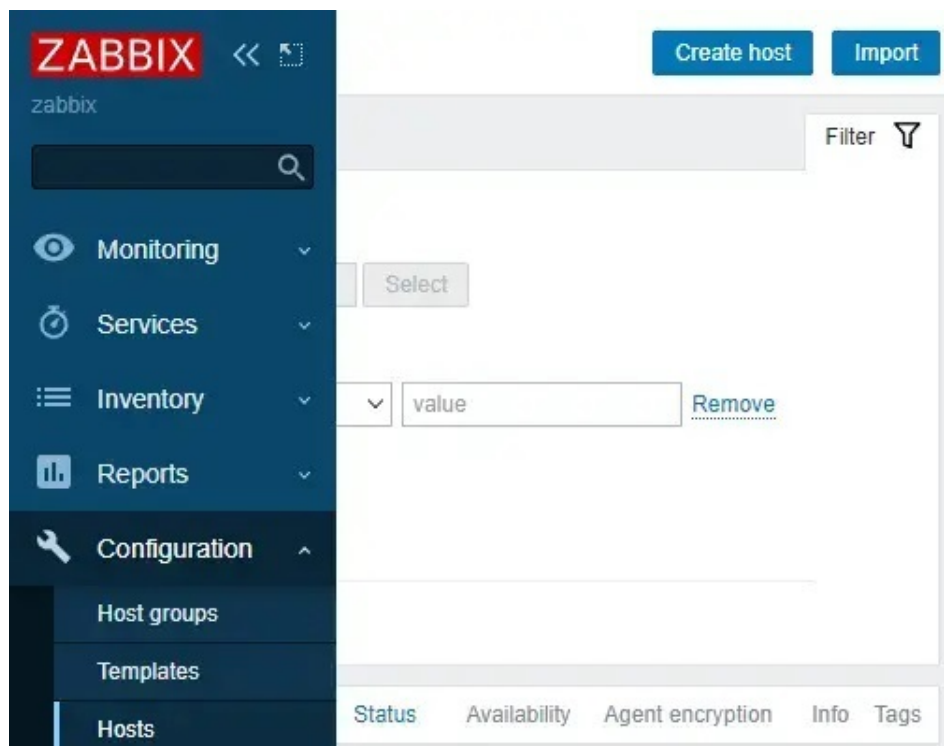 ZABBIX
zabbix
Monitoring
Services
Inventory
Reports
Configuration
Host groups
Templates
Hosts
Create host Import
Filter
Select
value Remove
Status Availability Agent encryption Info Tags